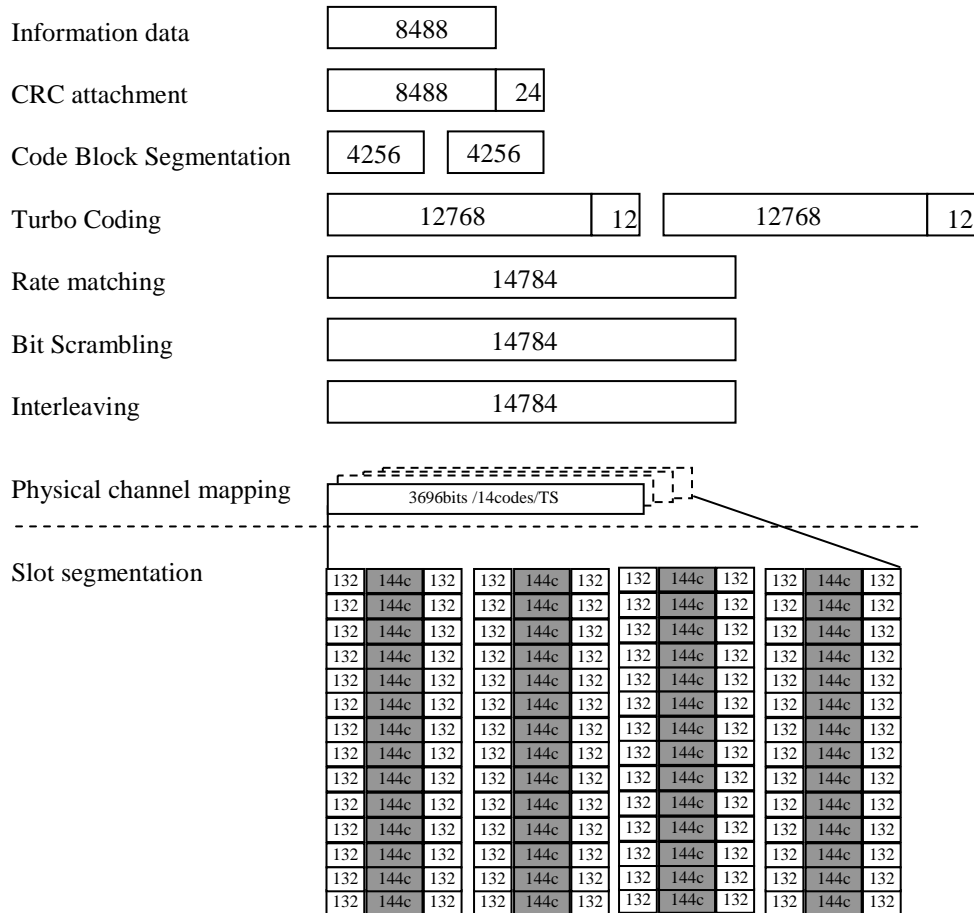 Information data 8488
CRC attachment 8488 24
Code Block Segmentation 4256 4256
Turbo Coding 12768 12 12768 12
Rate matching 14784
Bit Scrambling 14784
Interleaving 14784
Physical channel mapping 3696bits /14codes/TS
Slot segmentation
132 144c 132 132 144c 132 132 144c 132 132 144c 132
132 144c 132 132 144c 132 132 144c 132 132 144c 132
132 144c 132 132 144c 132 132 144c 132 132 144c 132
132 144c 132 132 144c 132 132 144c 132 132 144c 132
132 144c 132 132 144c 132 132 144c 132 132 144c 132
132 144c 132 132 144c 132 132 144c 132 132 144c 132
132 144c 132 132 144c 132 132 144c 132 132 144c 132
132 144c 132 132 144c 132 132 144c 132 132 144c 132
132 144c 132 132 144c 132 132 144c 132 132 144c 132
132 144c 132 132 144c 132 132 144c 132 132 144c 132
132 144c 132 132 144c 132 132 144c 132 132 144c 132
132 144c 132 132 144c 132 132 144c 132 132 144c 132
132 144c 132 132 144c 132 132 144c 132 132 144c 132
132 144c 132 132 144c 132 132 144c 132 132 144c 132